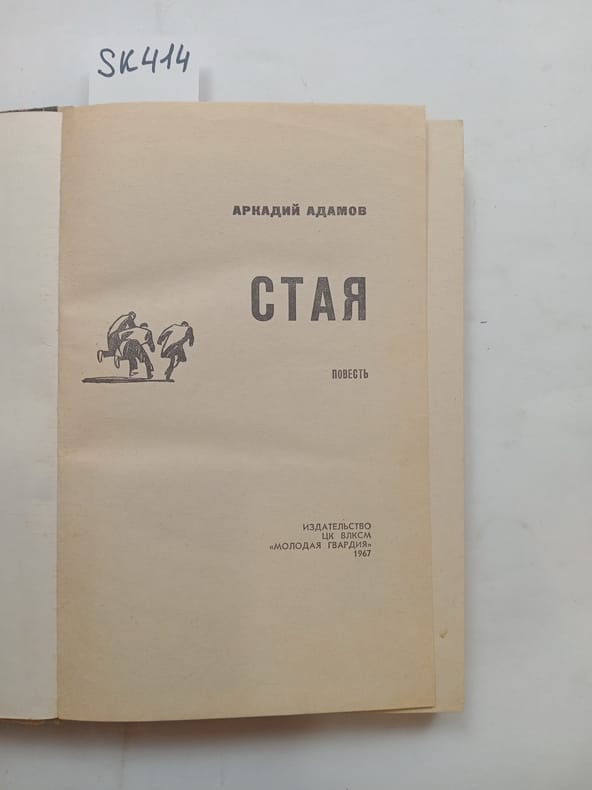 SK414
АРКАДИЙ АДАМОВ
СТАЯ
ПОВЕСТЬ
ИЗДАТЕЛЬСТВО
ЦК ВЛКСМ
«МОЛОДАЯ ГВАРДИЯ»
1967